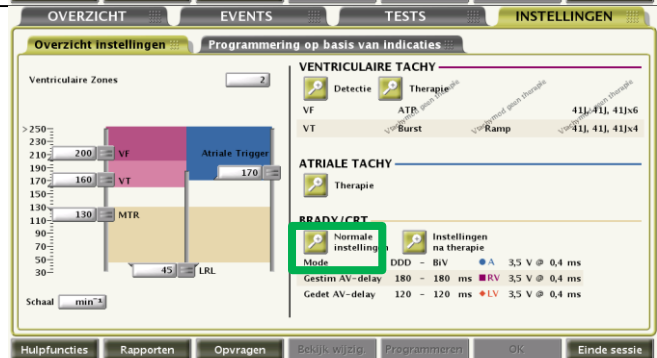 OVERZICHT EVENTS TESTS INSTELLINGEN
Overzicht instellingen Programmering op basis van indicaties
Ventriculaire Zones 2
>250
230
210
190
170
150
130
110
90
70
50
30
200 VF
160 VT
130 MTR
Atriale Trigger
170
45 LRL
Schaal min⁻¹
VENTRICULAIRE TACHY
Detectie Therapie
VF ATP 41J, 41J, 41Jx6
VT Burst Ramp 41J, 41J, 41Jx4
ATRIALE TACHY
Therapie
BRADY/CRT
Normale instellingen
Instellingen na therapie
Mode DDD - BiV A 3,5 V @ 0,4 ms
Gestim AV-delay 180 - 180 ms RV 3,5 V @ 0,4 ms
Gedet AV-delay 120 - 120 ms LV 3,5 V @ 0,4 ms
Hulpfuncties Rapporten Opvragen Bekijk wijzig. Programmeren OK Einde sessie